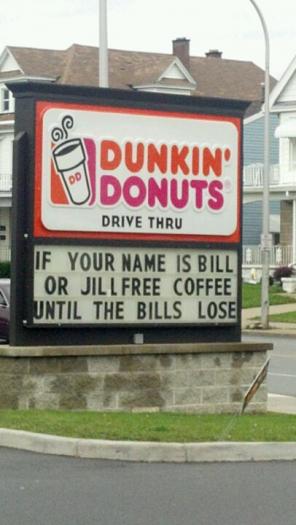 DD
DUNKIN'
DONUTS
DRIVE THRU
IF YOUR NAME IS BILL
OR JILL FREE COFFEE
UNTIL THE BILLS LOSE